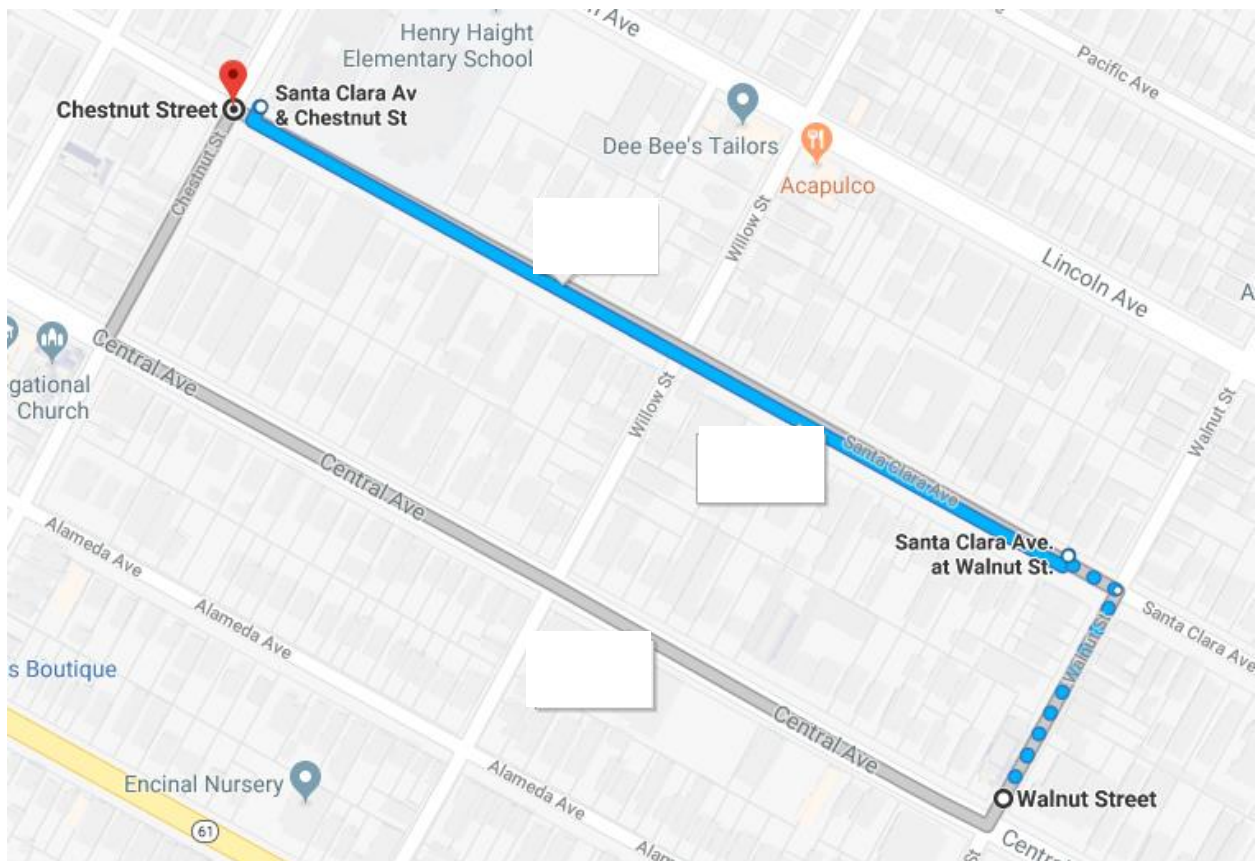 Henry Haight
Elementary School
Ave
Pacific Ave
Chestnut Street
Santa Clara Av
& Chestnut St
Dee Bee's Tailors
Acapulco
Chestnut St
Willow St
Lincoln Ave
A
Central Ave
gational
Church
Willow St
Walnut St
Central Ave
Santa Clara Ave
Alameda Ave
Santa Clara Ave.
at Walnut St.
Alameda Ave
Walnut St
Santa Clara Ave
s Boutique
Central Ave
Encinal Nursery
Alameda Ave
Walnut Street
61
Central
Alam
St